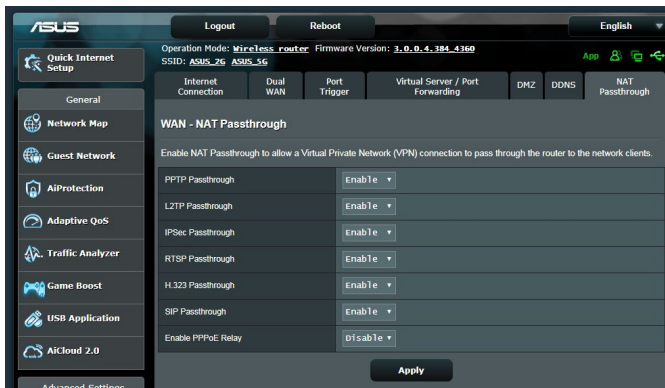 ASUS
Logout
Reboot
English
Quick Internet
Setup
Operation Mode: Wireless router Firmware Version: 3.0.0.4.384_4360
SSID: ASUS_2G ASUS_5G
App
General
Internet
Connection
Dual
WAN
Port
Trigger
Virtual Server / Port
Forwarding
DMZ
DDNS
NAT
Passthrough
Network Map
Guest Network
AiProtection
Adaptive QoS
Traffic Analyzer
Game Boost
USB Application
AiCloud 2.0
Advanced Settings
WAN - NAT Passthrough
Enable NAT Passthrough to allow a Virtual Private Network (VPN) connection to pass through the router to the network clients.
PPTP Passthrough Enable
L2TP Passthrough Enable
IPSec Passthrough Enable
RTSP Passthrough Enable
H.323 Passthrough Enable
SIP Passthrough Enable
Enable PPPoE Relay Disable
Apply